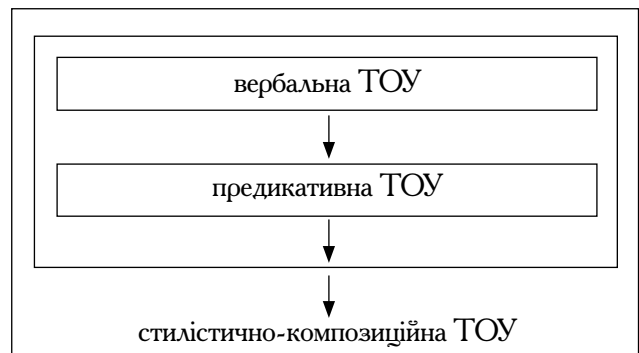 вербальна ТОУ
предикативна ТОУ
стилістично-композиційна ТОУ